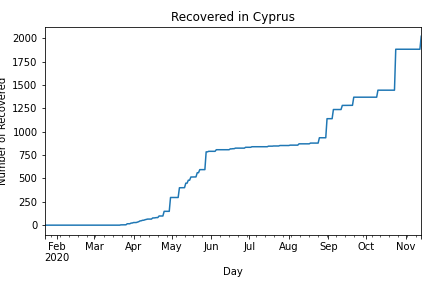 Recovered in Cyprus
Number of Recovered
2000
1750
1500
1250
1000
750
500
250
0
Feb Mar Apr May Jun Jul Aug Sep Oct Nov
2020
Day